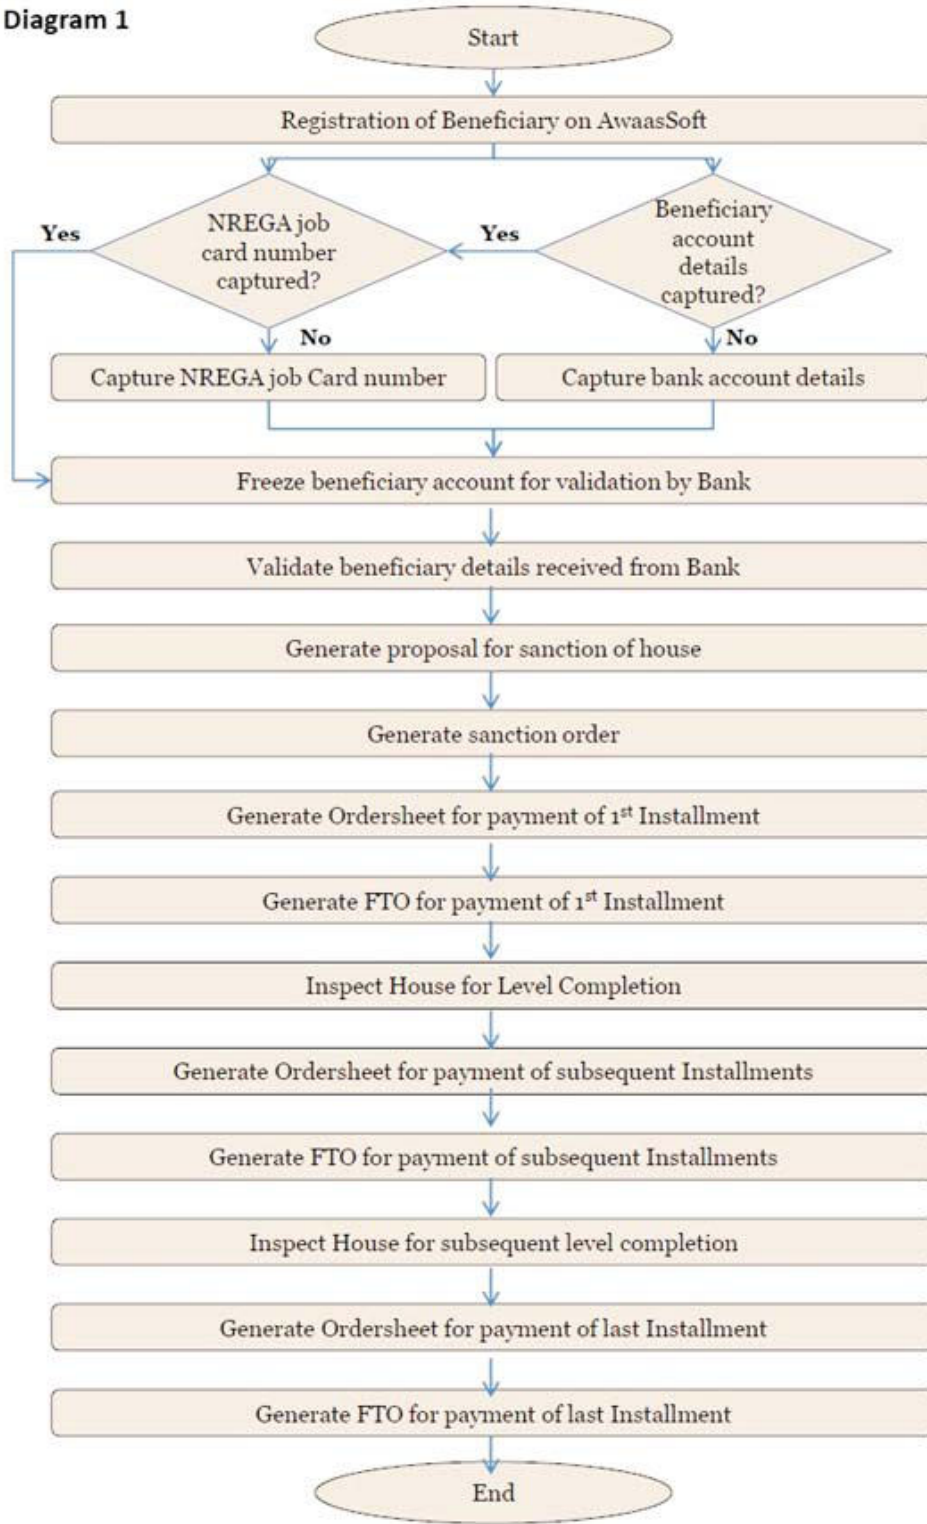 Diagram 1
Start
Registration of Beneficiary on AwaasSoft
NREGA job
card number
captured?
Beneficiary
account
details
captured?
Yes
Yes
No
No
Capture NREGA job Card number
Capture bank account details
Freeze beneficiary account for validation by Bank
Validate beneficiary details received from Bank
Generate proposal for sanction of house
Generate sanction order
Generate Ordersheet for payment of 1st Installment
Generate FTO for payment of 1st Installment
Inspect House for Level Completion
Generate Ordersheet for payment of subsequent Installments
Generate FTO for payment of subsequent Installments
Inspect House for subsequent level completion
Generate Ordersheet for payment of last Installment
Generate FTO for payment of last Installment
End